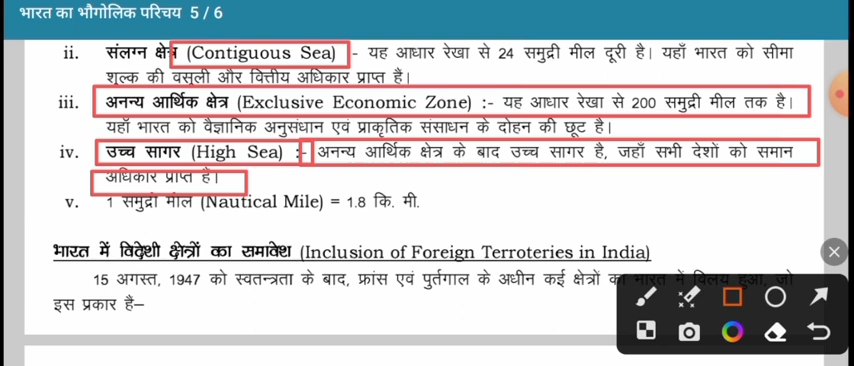 भारत का भौगोलिक परिचय 5 / 6
ii. संलग्न क्षेत्र (Contiguous Sea) :- यह आधार रेखा से 24 समुद्री मील दूरी है। यहाँ भारत को सीमा
शुल्क की वसूली और वित्तीय अधिकार प्राप्त हैं।
iii. अनन्य आर्थिक क्षेत्र (Exclusive Economic Zone) :- यह आधार रेखा से 200 समुद्री मील तक है।
यहाँ भारत को वैज्ञानिक अनुसंधान एवं प्राकृतिक संसाधन के दोहन की छूट है।
iv. उच्च सागर (High Sea) :- अनन्य आर्थिक क्षेत्र के बाद उच्च सागर है, जहाँ सभी देशों को समान
अधिकार प्राप्त है।
v. 1 समुद्री मील (Nautical Mile) = 1.8 कि. मी.
भारत में विदेशी क्षेत्रों का समावेश (Inclusion of Foreign Terroteries in India)
15 अगस्त, 1947 को स्वतन्त्रता के बाद, फ्रांस एवं पुर्तगाल के अधीन कई क्षेत्रों का भारत में विलय हुआ, जो
इस प्रकार हैं–